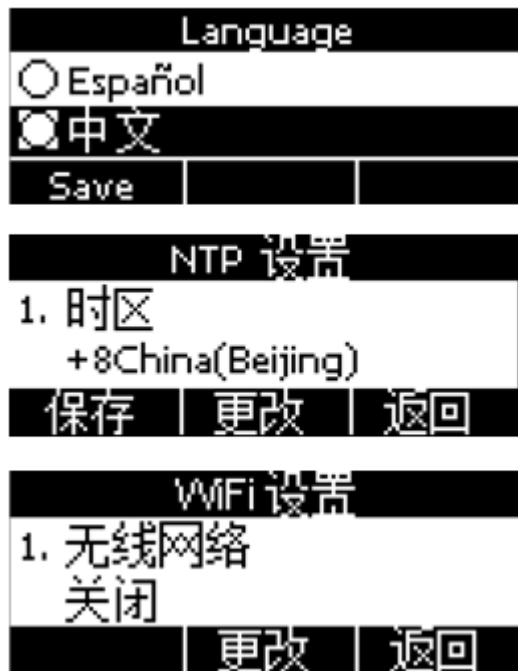 Language
Español
中文
Save
NTP 设置
1. 时区
+8China(Beijing)
保存 更改 返回
WiFi 设置
1. 无线网络
关闭
更改 返回